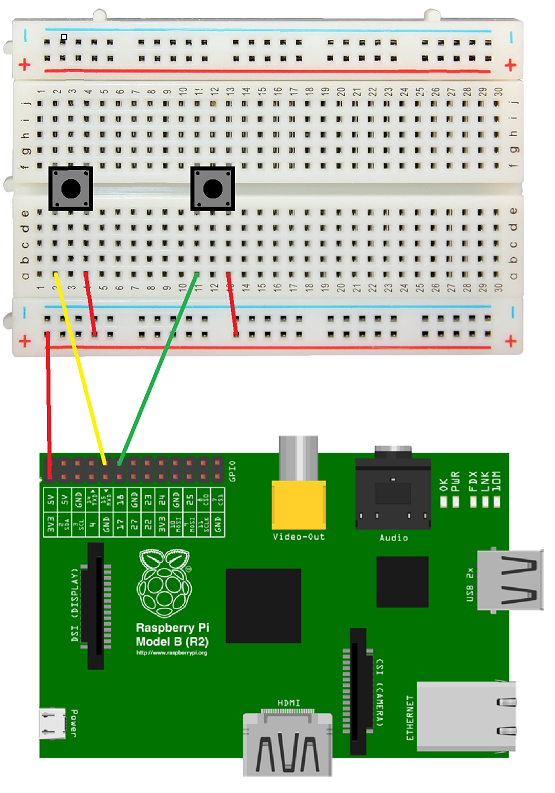 − −
+ +
1 2 3 4 5 6 7 8 9 10 11 12 13 14 15 16 17 18 19 20 21 22 23 24 25 26 27 28 29 30
j j
i i
h h
g g
f f
e e
d d
c c
b b
a a
1 2 3 4 5 6 7 8 9 10 11 12 13 14 15 16 17 18 19 20 21 22 23 24 25 26 27 28 29 30
− −
+ +
GPIO
5V 5V GND 14 TXD 15 RXD 18 GND 23 24 GND 25 8 CS0 7 CS1
3V3 2 SDA 3 SCL 4 GND 17 27 22 3V3 10 MOSI 9 MOSI 11 SCLK GND
OK PWR FDX LNK 10M
Video-Out
Audio
USB 2x
DSI (DISPLAY)
Raspberry Pi
Model B (R2)
http://www.raspberrypi.org
CSI (CAMERA)
ETHERNET
HDMI
Power